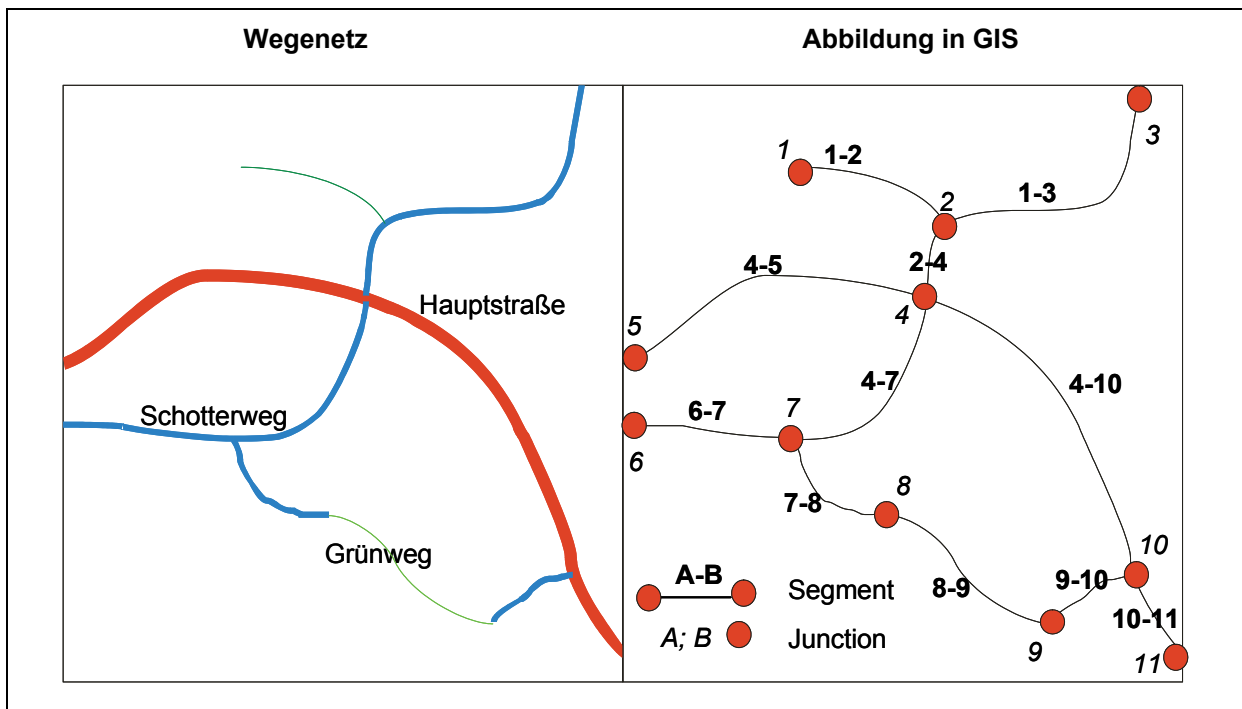 Wegenetz
Abbildung in GIS
Hauptstraße
Schotterweg
Grünweg
1
1-2
3
1-3
2
2-4
4-5
4
5
4-7
4-10
6-7
7
6
7-8
8
10
A-B
Segment
8-9
9-10
10-11
A; B
Junction
9
11